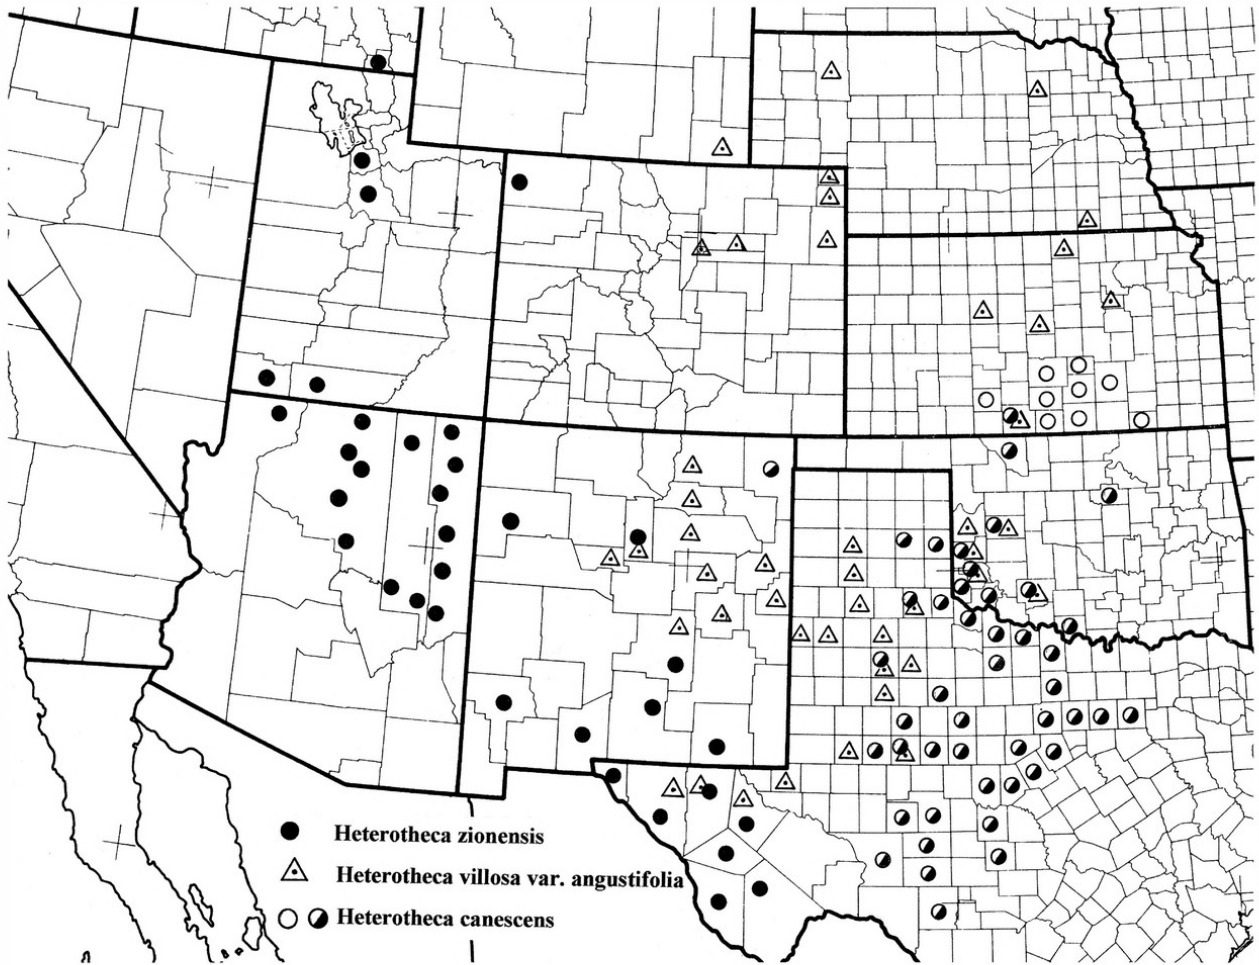 Heterotheca zionensis
Heterotheca villosa var. angustifolia
Heterotheca canescens